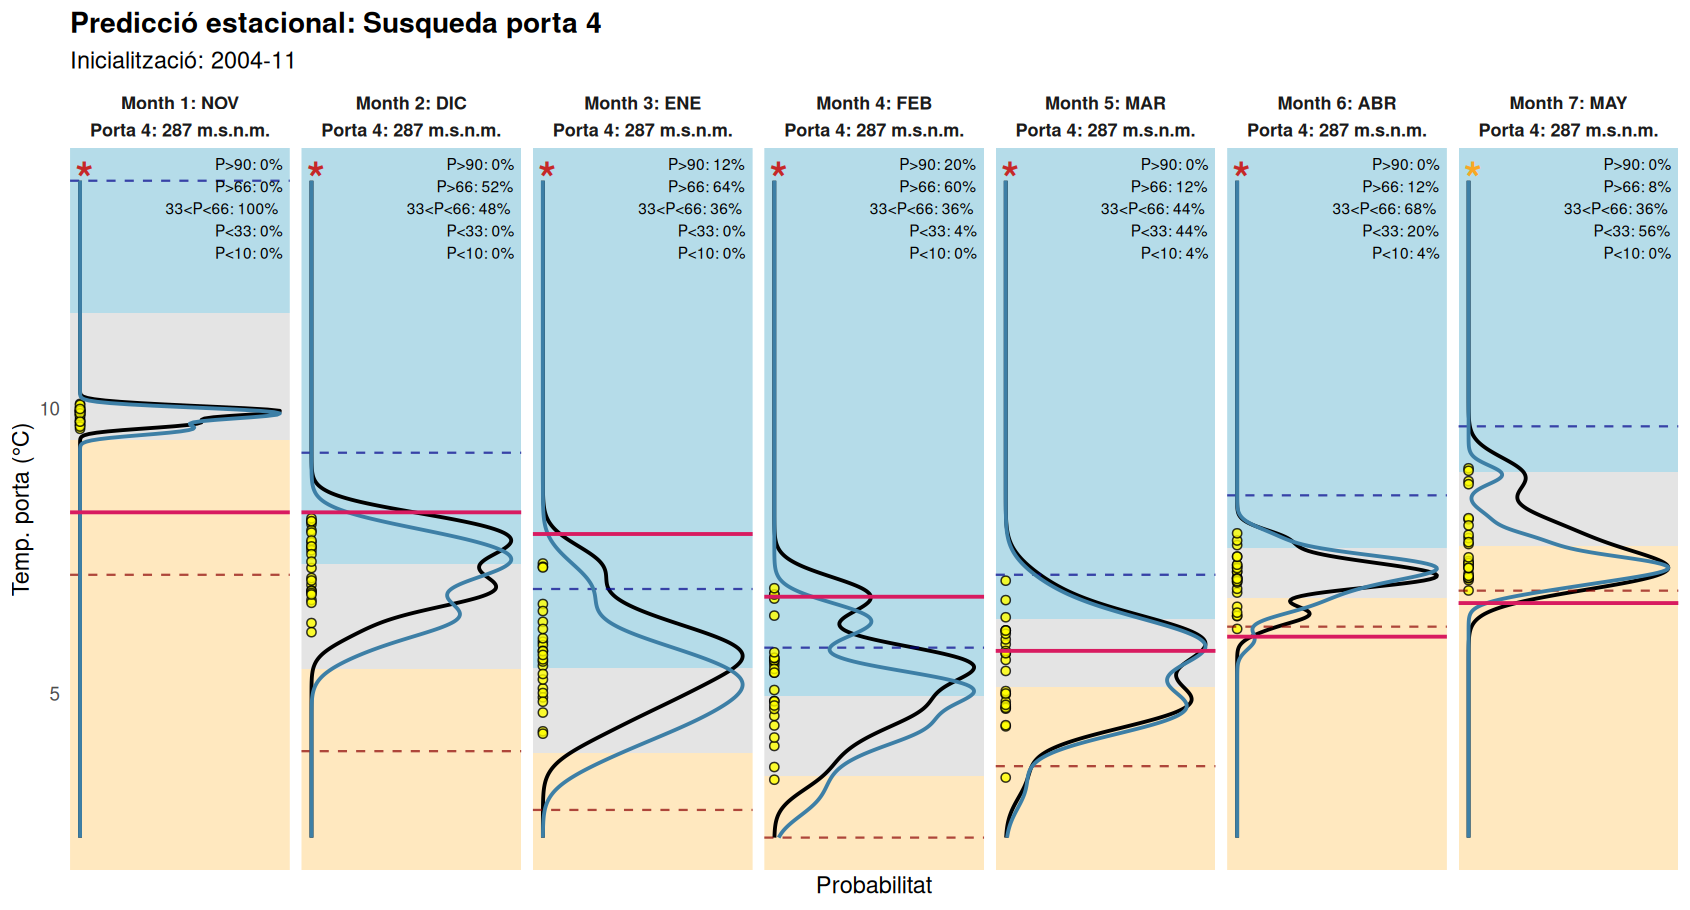 Predicció estacional: Susqueda porta 4
Inicialització: 2004-11
Month 1: NOV
Porta 4: 287 m.s.n.m.
Month 2: DIC
Porta 4: 287 m.s.n.m.
Month 3: ENE
Porta 4: 287 m.s.n.m.
Month 4: FEB
Porta 4: 287 m.s.n.m.
Month 5: MAR
Porta 4: 287 m.s.n.m.
Month 6: ABR
Porta 4: 287 m.s.n.m.
Month 7: MAY
Porta 4: 287 m.s.n.m.
*
P>90: 0%
P>66: 0%
33<P<66: 100%
P<33: 0%
P<10: 0%
*
P>90: 0%
P>66: 52%
33<P<66: 48%
P<33: 0%
P<10: 0%
*
P>90: 12%
P>66: 64%
33<P<66: 36%
P<33: 0%
P<10: 0%
*
P>90: 20%
P>66: 60%
33<P<66: 36%
P<33: 4%
P<10: 0%
*
P>90: 0%
P>66: 12%
33<P<66: 44%
P<33: 44%
P<10: 4%
*
P>90: 0%
P>66: 12%
33<P<66: 68%
P<33: 20%
P<10: 4%
*
P>90: 0%
P>66: 8%
33<P<66: 36%
P<33: 56%
P<10: 0%
10
5
Temp. porta (°C)
Probabilitat